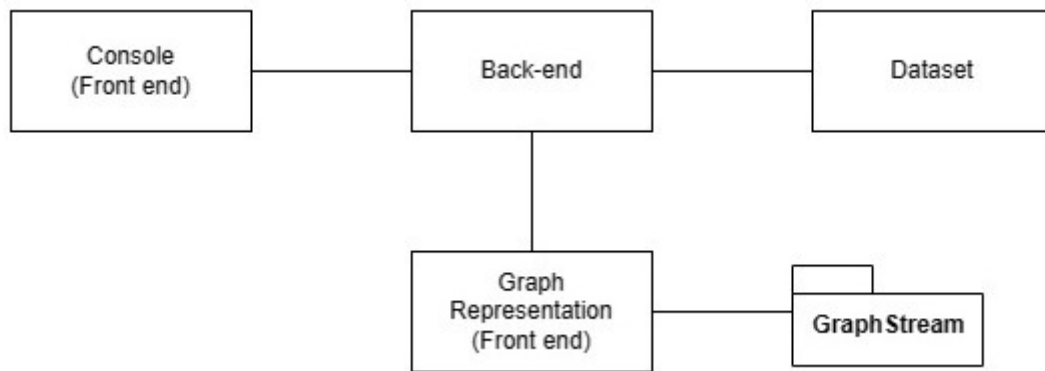 Console
(Front end)
Back-end
Dataset
Graph
Representation
(Front end)
GraphStream